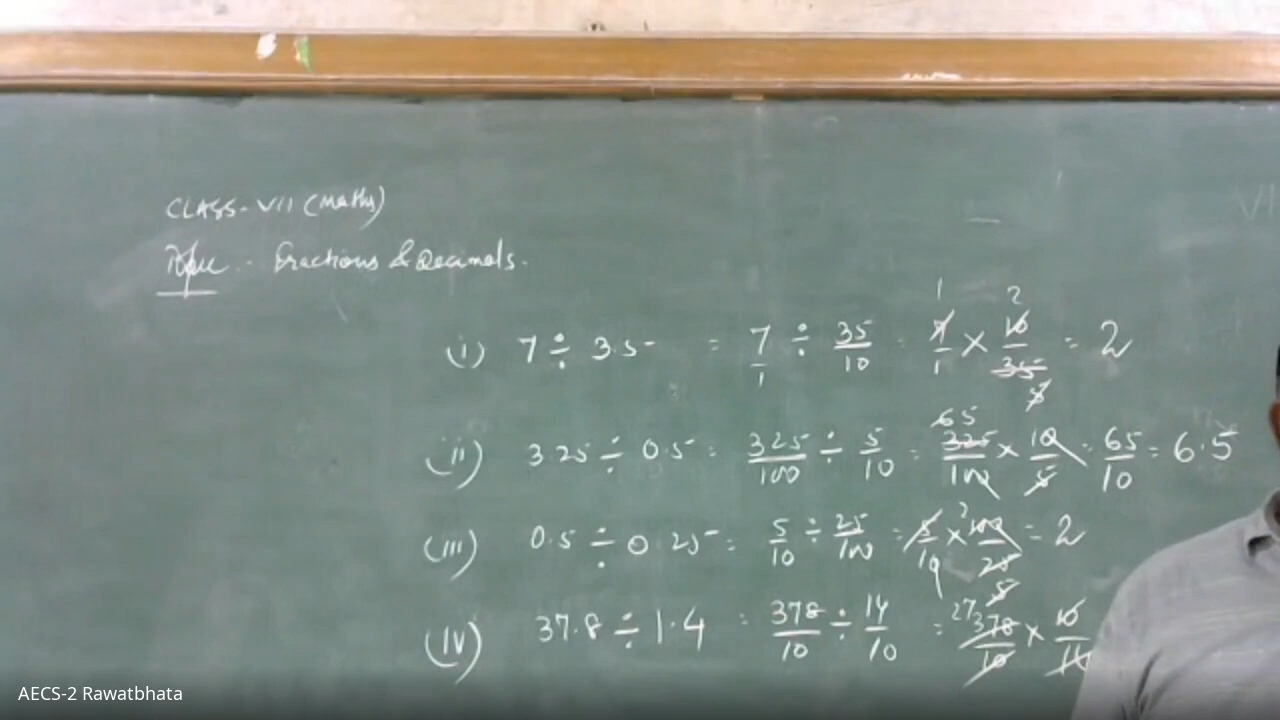 CLASS-VII (Maths)
Topic - Fractions & Decimals.
(i) 7 ÷ 3.5 = 7/1 ÷ 35/10 = 7/1 × 10/35 = 2
(ii) 3.25 ÷ 0.5 = 325/100 ÷ 5/10 = 325/100 × 10/5 = 65/10 = 6.5
(iii) 0.5 ÷ 0.25 = 5/10 ÷ 25/100 = 5/10 × 100/25 = 2
(iv) 37.8 ÷ 1.4 = 378/10 ÷ 14/10 = 378/10 × 10/14
AECS-2 Rawatbhata